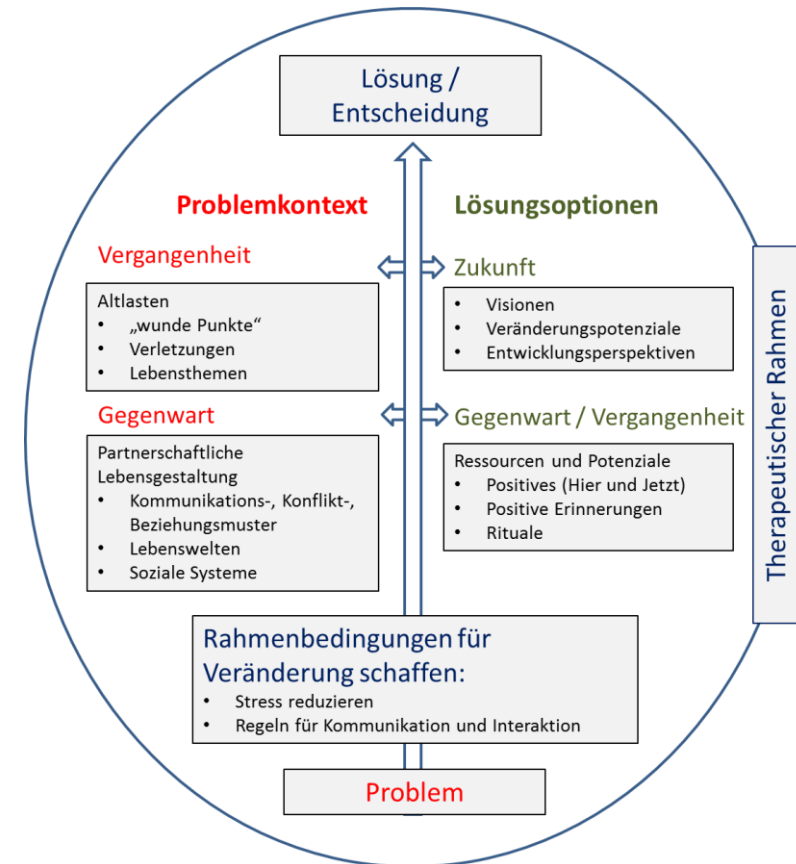 Lösung /
Entscheidung
Problemkontext
Lösungsoptionen
Vergangenheit
Altlasten
• „wunde Punkte“
• Verletzungen
• Lebensthemen
Zukunft
• Visionen
• Veränderungspotenziale
• Entwicklungsperspektiven
Gegenwart
Partnerschaftliche
Lebensgestaltung
• Kommunikations-, Konflikt-,
Beziehungsmuster
• Lebenswelten
• Soziale Systeme
Gegenwart / Vergangenheit
Ressourcen und Potenziale
• Positives (Hier und Jetzt)
• Positive Erinnerungen
• Rituale
Therapeutischer Rahmen
Rahmenbedingungen für
Veränderung schaffen:
• Stress reduzieren
• Regeln für Kommunikation und Interaktion
Problem